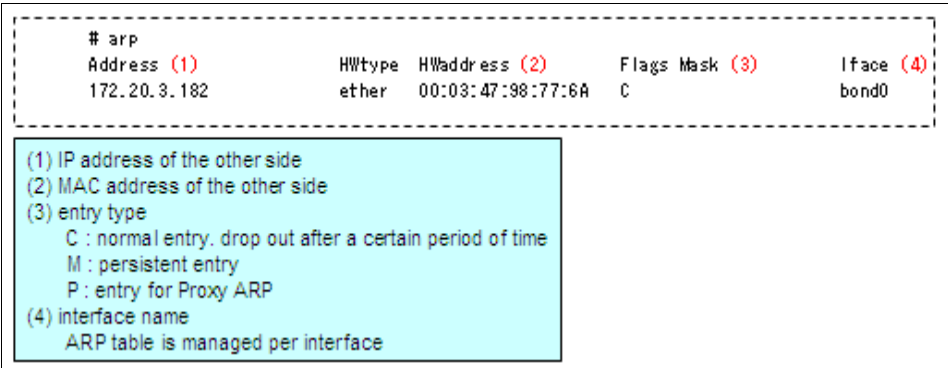 # arp
Address (1) HWtype HWaddress (2) Flags Mask (3) Iface (4)
172.20.3.182 ether 00:03:47:98:77:6A C bond0
(1) IP address of the other side
(2) MAC address of the other side
(3) entry type
C : normal entry. drop out after a certain period of time
M : persistent entry
P : entry for Proxy ARP
(4) interface name
ARP table is managed per interface